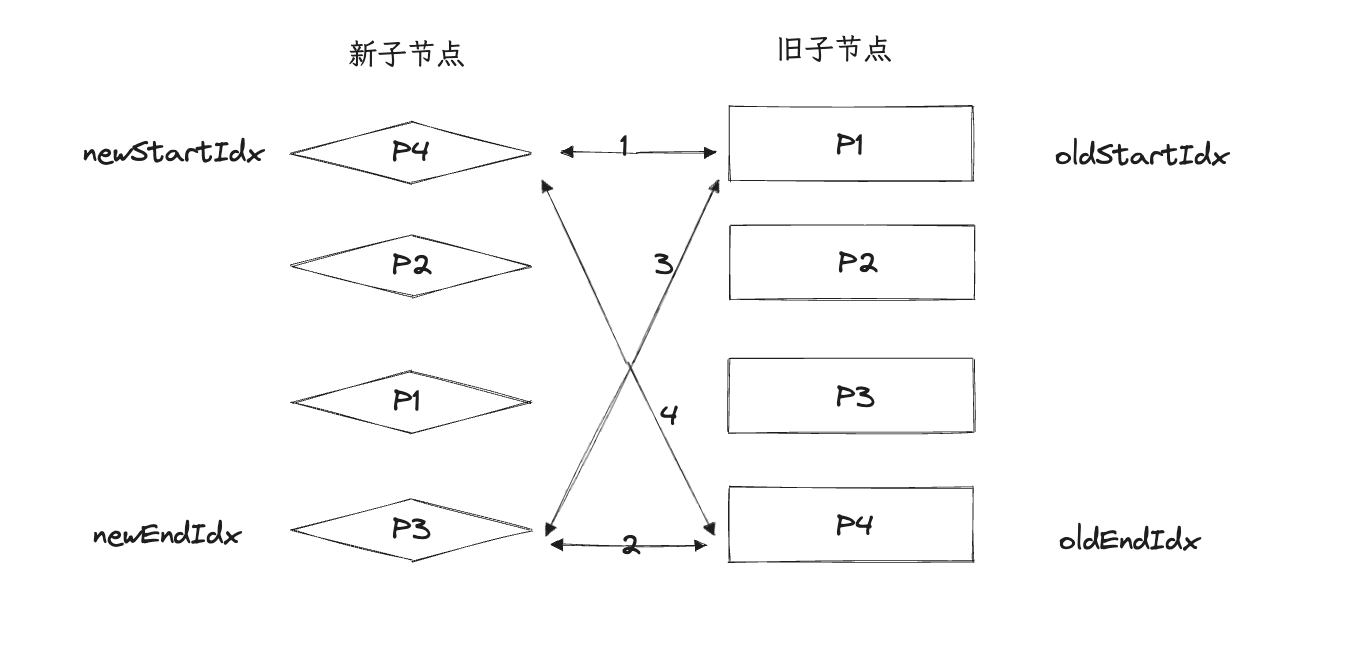 新子节点
旧子节点
newStartIdx
P4
1
P1
oldStartIdx
P2
3
P2
P1
4
P3
newEndIdx
P3
2
P4
oldEndIdx